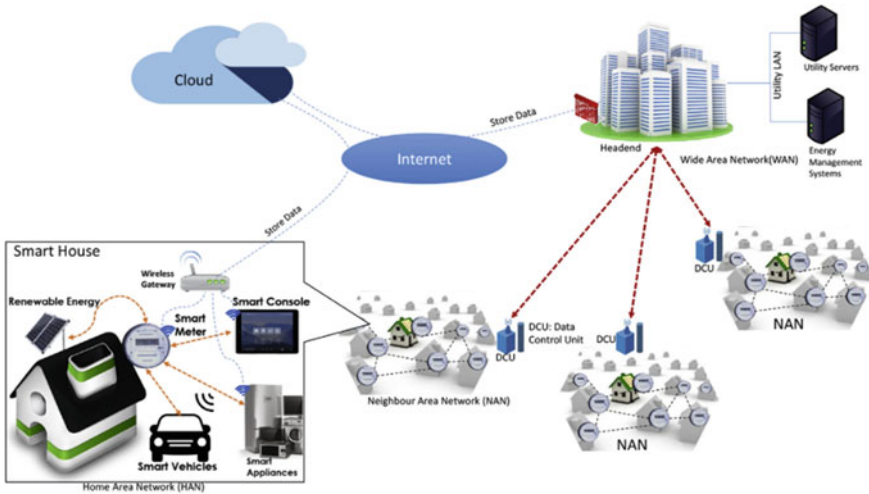 Cloud
Internet
Store Data
Store Data
Headend
Wide Area Network(WAN)
Utility LAN
Utility Servers
Energy
Management
Systems
Smart House
Wireless
Gateway
Renewable Energy
Smart
Meter
Smart Console
Smart Vehicles
Smart
Appliances
Home Area Network (HAN)
Neighbour Area Network (NAN)
DCU
DCU: Data
Control Unit
DCU
NAN
DCU
NAN